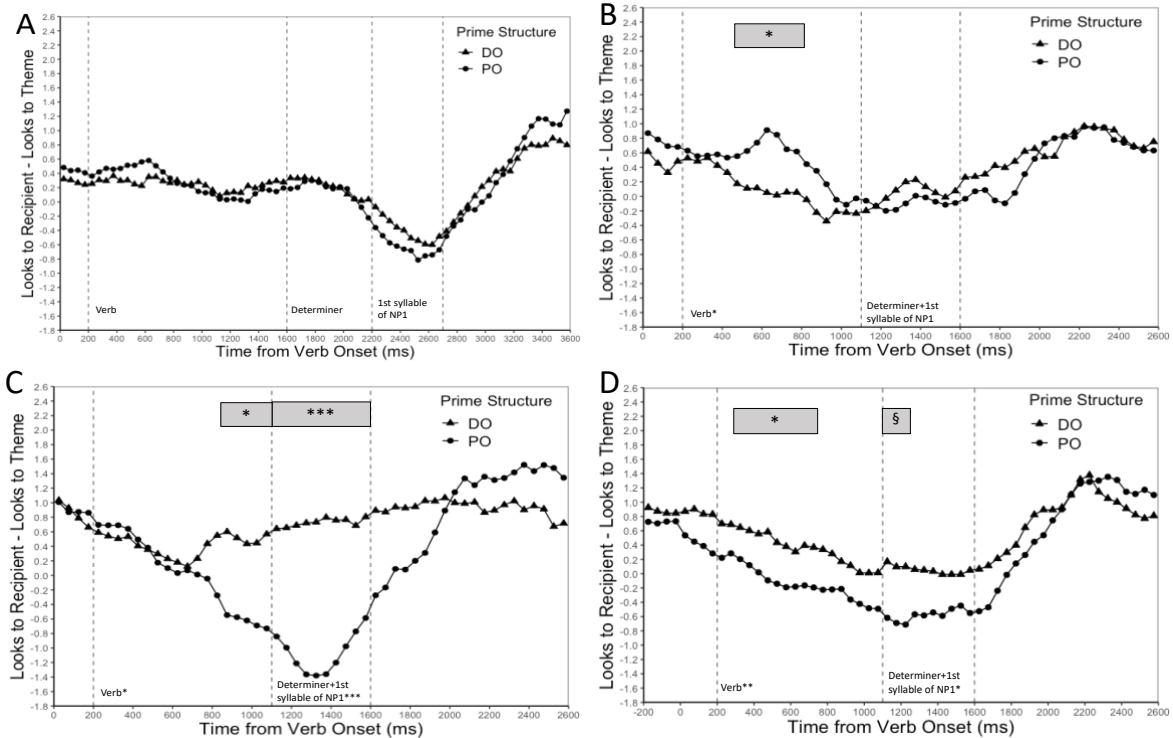 A
Looks to Recipient - Looks to Theme
2.6
2.4
2.2
2.0
1.8
1.6
1.4
1.2
1.0
0.8
0.6
0.4
0.2
0.0
-0.2
-0.4
-0.6
-0.8
-1.0
-1.2
-1.4
-1.6
-1.8
Prime Structure
DO
PO
Verb
Determiner
1st syllable
of NP1
0 200 400 600 800 1000 1200 1400 1600 1800 2000 2200 2400 2600 2800 3000 3200 3400 3600
Time from Verb Onset (ms)
B
Looks to Recipient - Looks to Theme
2.6
2.4
2.2
2.0
1.8
1.6
1.4
1.2
1.0
0.8
0.6
0.4
0.2
0.0
-0.2
-0.4
-0.6
-0.8
-1.0
-1.2
-1.4
-1.6
-1.8
*
Prime Structure
DO
PO
Verb*
Determiner+1st
syllable of NP1
0 200 400 600 800 1000 1200 1400 1600 1800 2000 2200 2400 2600
Time from Verb Onset (ms)
C
Looks to Recipient - Looks to Theme
2.6
2.4
2.2
2.0
1.8
1.6
1.4
1.2
1.0
0.8
0.6
0.4
0.2
0.0
-0.2
-0.4
-0.6
-0.8
-1.0
-1.2
-1.4
-1.6
-1.8
* ***
Prime Structure
DO
PO
Verb*
Determiner+1st
syllable of NP1***
0 200 400 600 800 1000 1200 1400 1600 1800 2000 2200 2400 2600
Time from Verb Onset (ms)
D
Looks to Recipient - Looks to Theme
2.6
2.4
2.2
2.0
1.8
1.6
1.4
1.2
1.0
0.8
0.6
0.4
0.2
0.0
-0.2
-0.4
-0.6
-0.8
-1.0
-1.2
-1.4
-1.6
-1.8
* §
Prime Structure
DO
PO
Verb**
Determiner+1st
syllable of NP1*
-200 0 200 400 600 800 1000 1200 1400 1600 1800 2000 2200 2400 2600
Time from Verb Onset (ms)